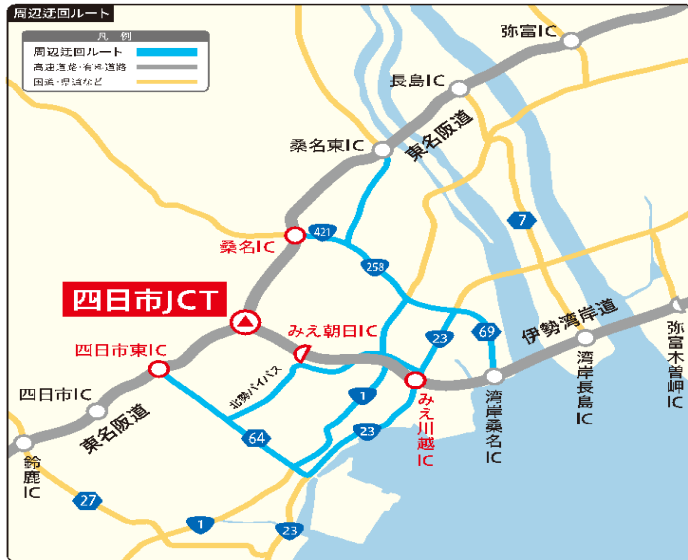 周辺迂回ルート
凡 例
周辺迂回ルート
高速道路・有料道路
国道・県道など
弥富IC
長島IC
東名阪道
桑名東IC
7
421
桑名IC
258
四日市JCT
みえ朝日IC
23
69
伊勢湾岸道
四日市東IC
弥富木曽岬IC
湾岸長島IC
北勢バイパス
1
みえ川越IC
湾岸桑名IC
四日市IC
東名阪道
64
23
鈴鹿IC
27
1
23